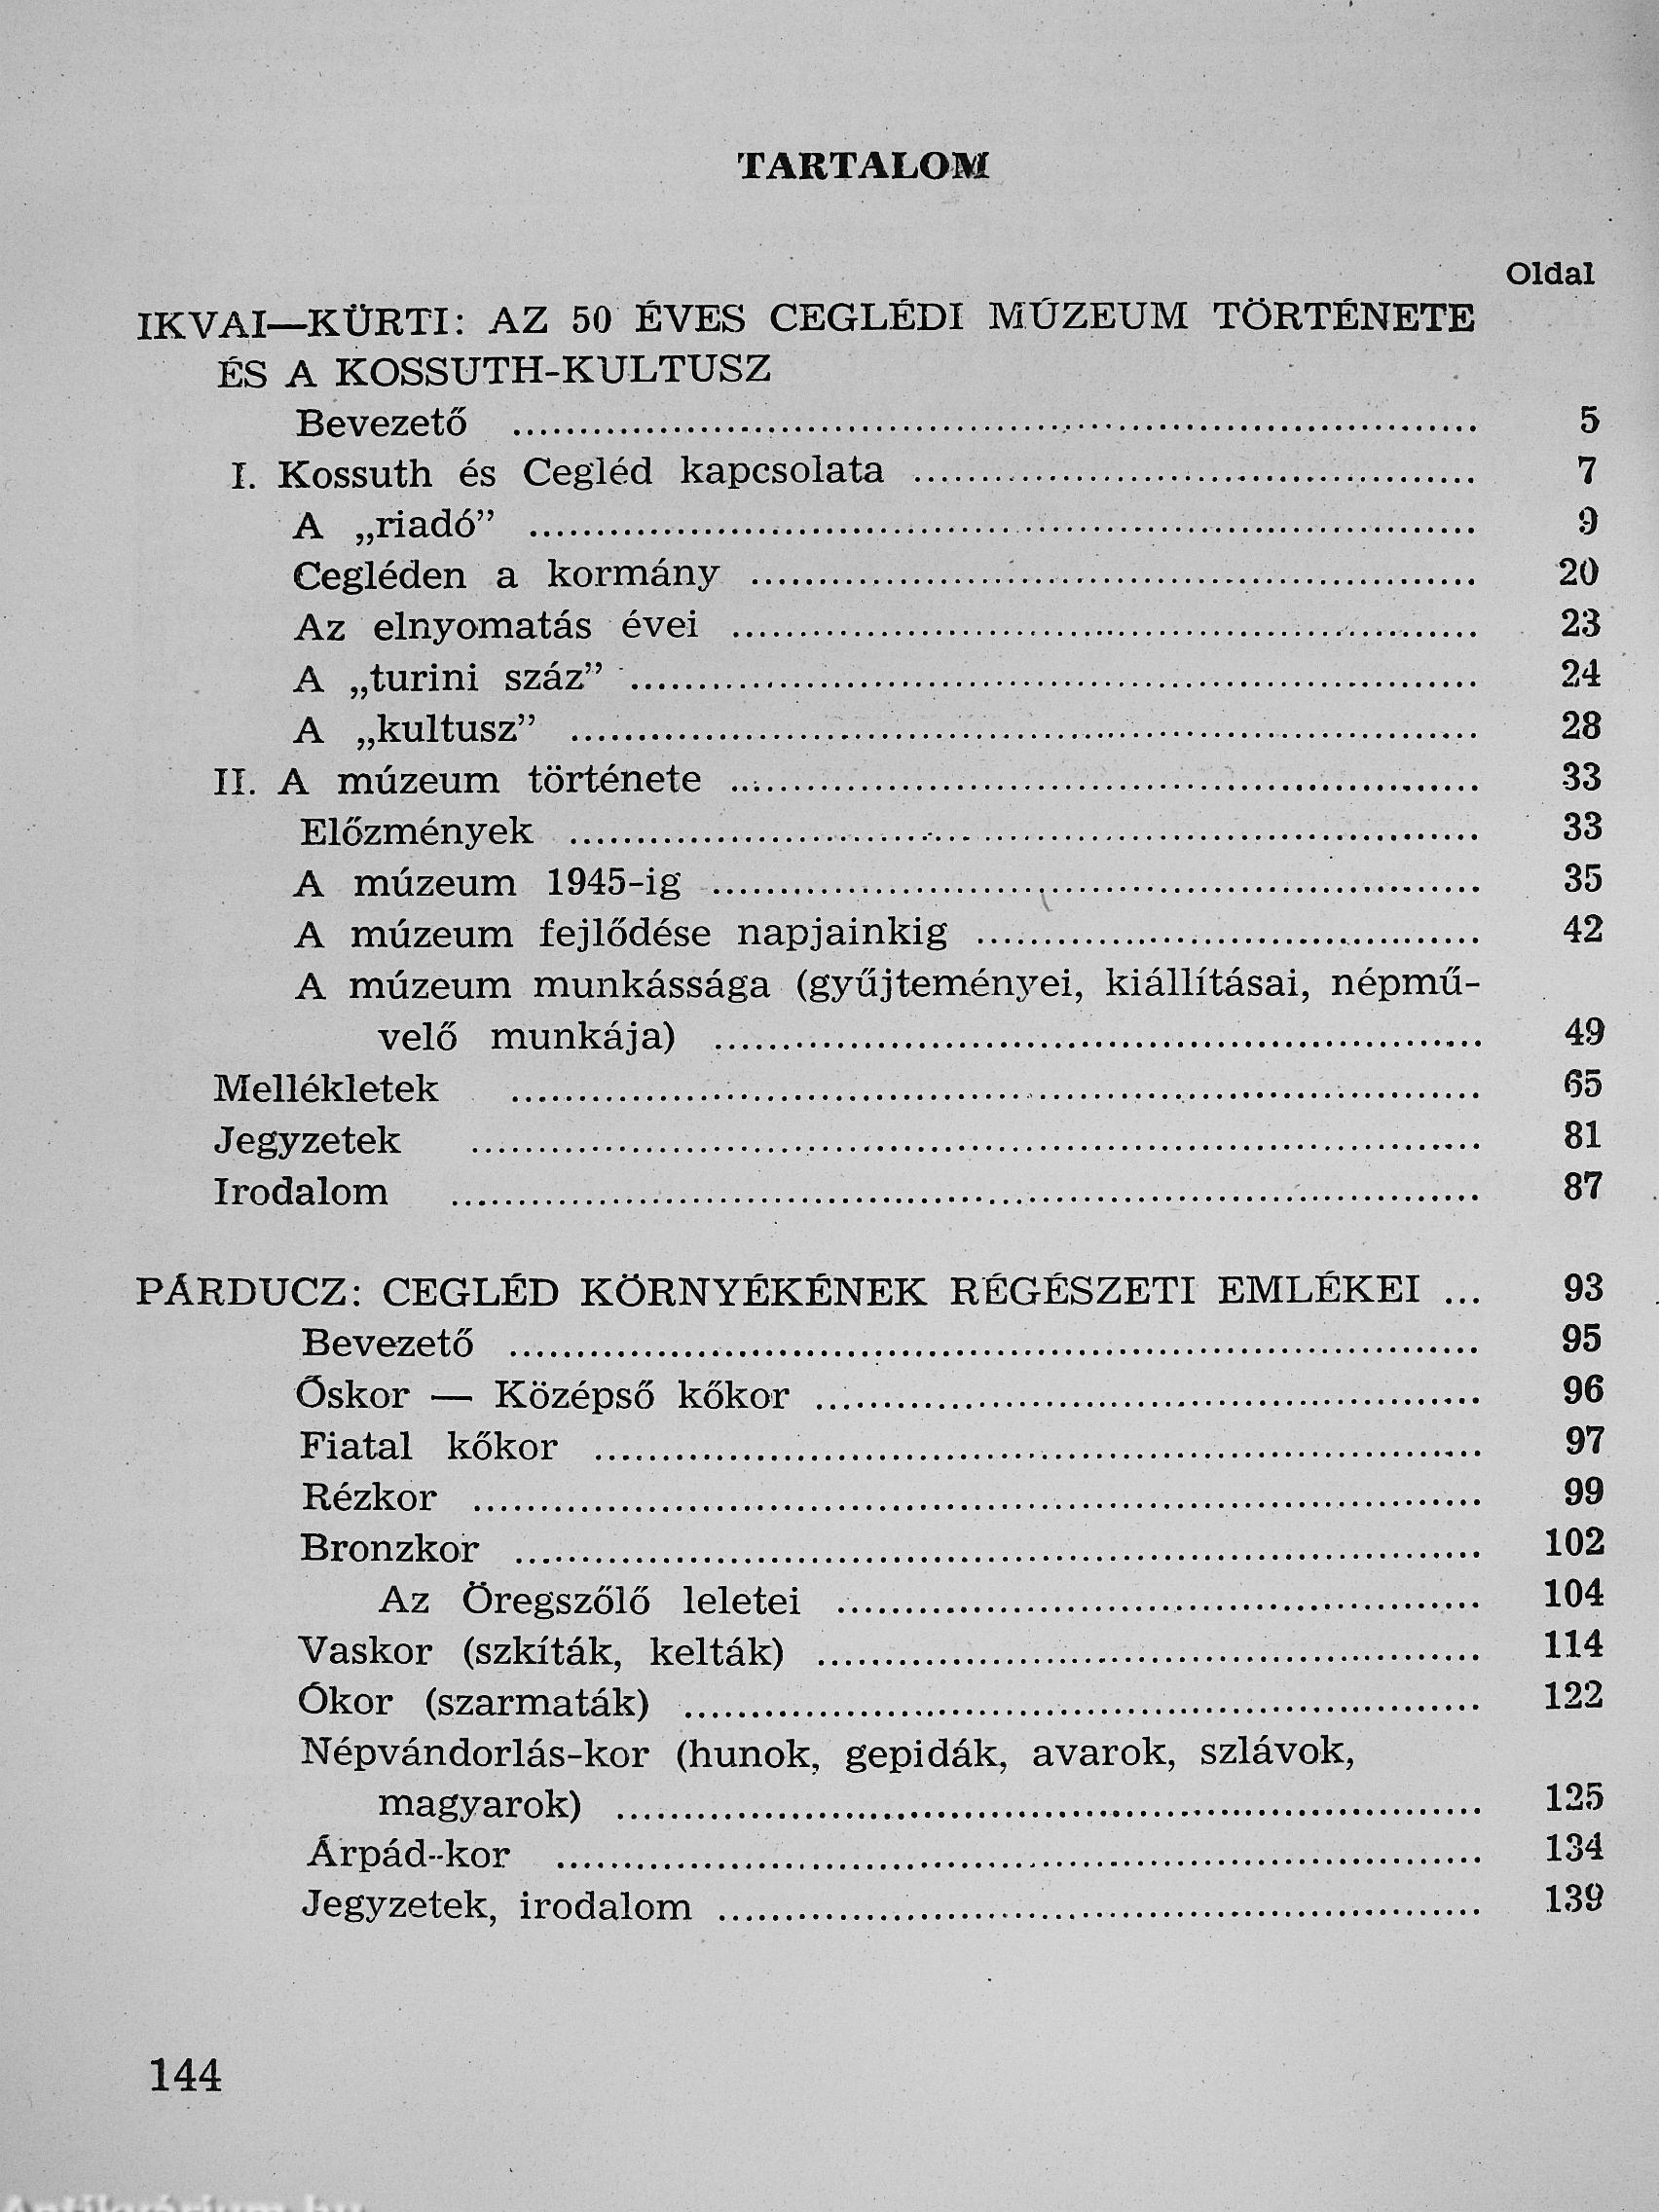 TARTALOM
Oldal
IKVAI—KÜRTI: AZ 50 ÉVES CEGLÉDI MÚZEUM TÖRTÉNETE
ÉS A KOSSUTH-KULTUSZ
Bevezető ........ 5
I. Kossuth és Cegléd kapcsolata ........ 7
A „riadó” ........ 9
Cegléden a kormány ........ 20
Az elnyomatás évei ........ 23
A „turini száz” ........ 24
A „kultusz” ........ 28
II. A múzeum története ........ 33
Előzmények ........ 33
A múzeum 1945-ig ........ 35
A múzeum fejlődése napjainkig ........ 42
A múzeum munkássága (gyűjteményei, kiállításai, népmű-
velő munkája) ........ 49
Mellékletek ........ 65
Jegyzetek ........ 81
Irodalom ........ 87
PÁRDUCZ: CEGLÉD KÖRNYÉKÉNEK RÉGÉSZETI EMLÉKEI ... 93
Bevezető ........ 95
Őskor — Középső kőkor ........ 96
Fiatal kőkor ........ 97
Rézkor ........ 99
Bronzkor ........ 102
Az Öregszőlő leletei ........ 104
Vaskor (szkíták, kelták) ........ 114
Ókor (szarmaták) ........ 122
Népvándorlás-kor (hunok, gepidák, avarok, szlávok,
magyarok) ........ 125
Árpád-kor ........ 134
Jegyzetek, irodalom ........ 139
144
Antikvárium.hu